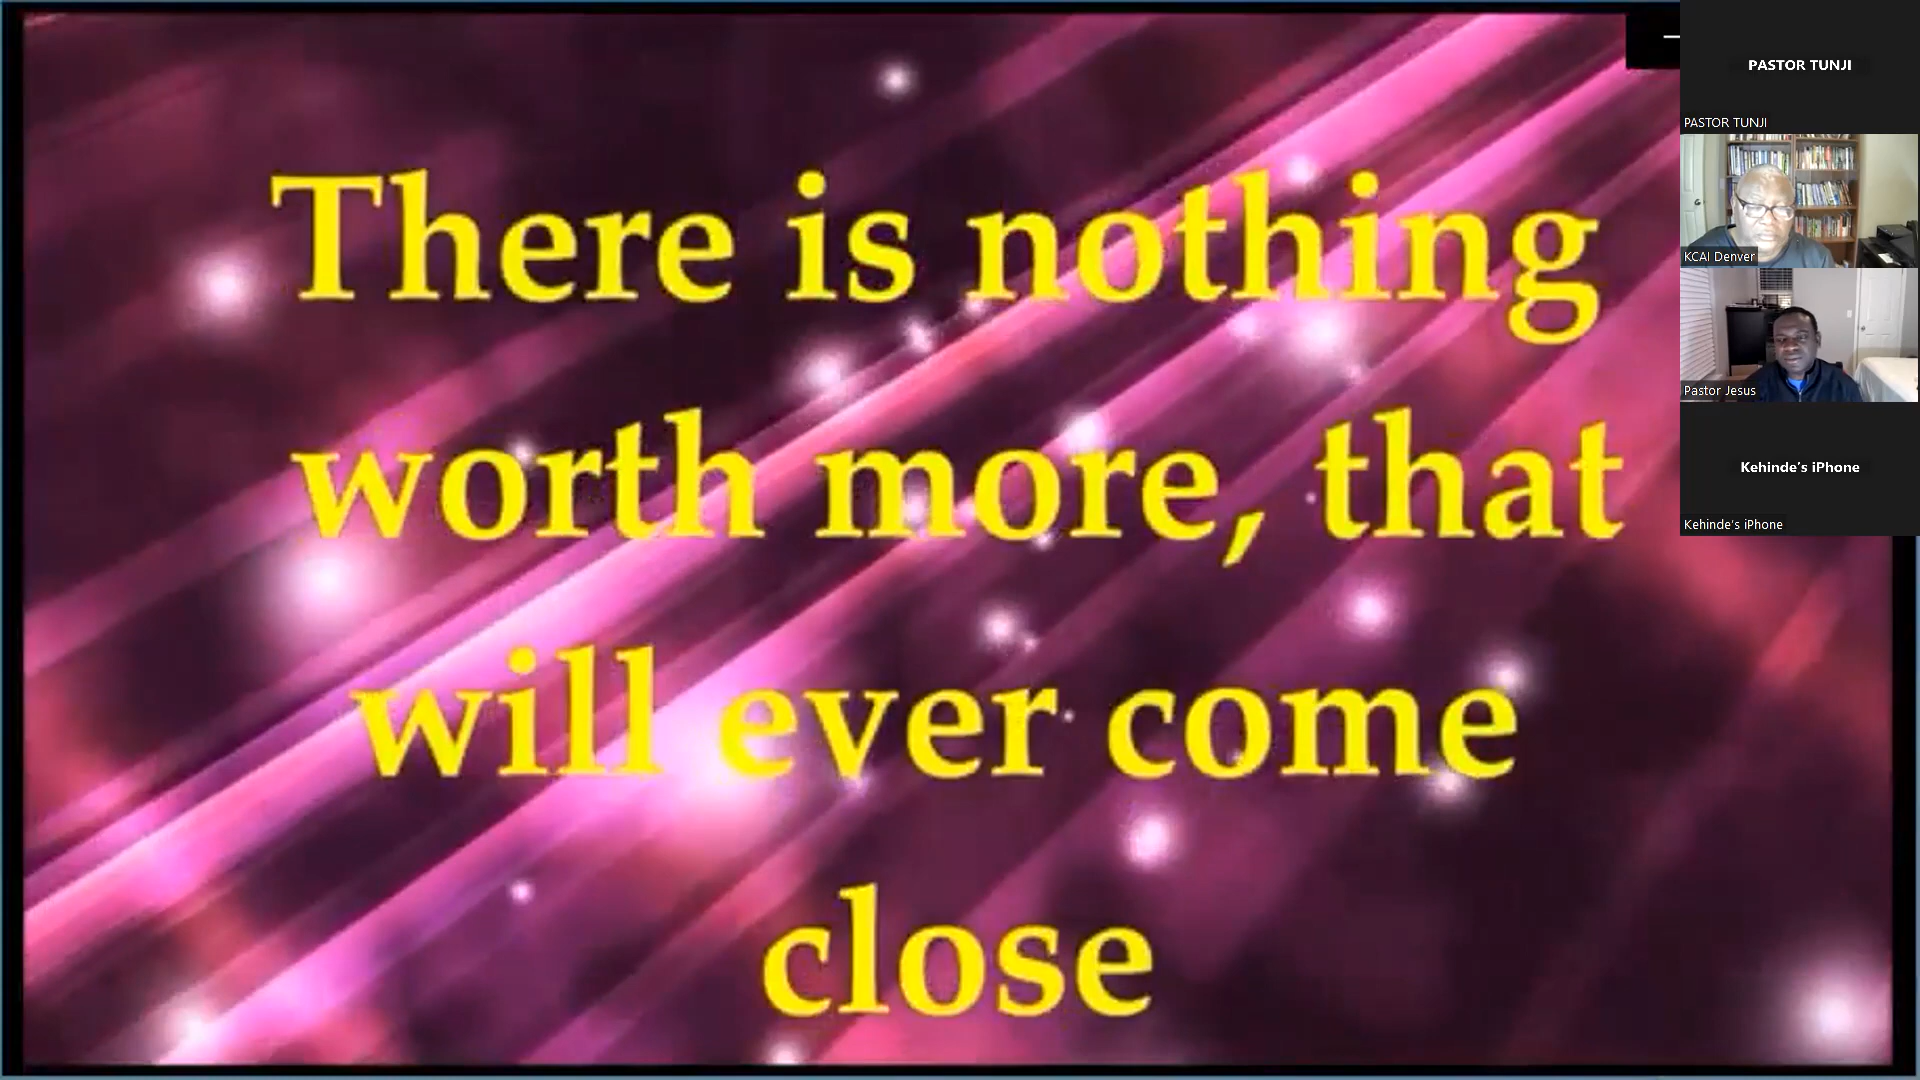 There is nothing
worth more, that
will ever come
close
PASTOR TUNJI
PASTOR TUNJI
KCAI Denver
Pastor Jesus
Kehinde's iPhone
Kehinde's iPhone